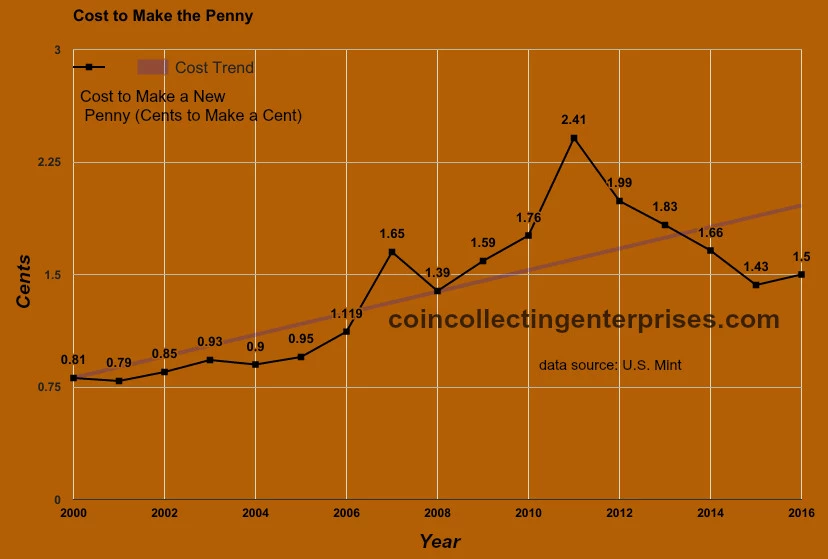 Cost to Make the Penny
3
Cost Trend
Cost to Make a New
Penny (Cents to Make a Cent)
2.41
2.25
1.99
1.83
1.76
1.65
1.66
1.59
1.5
1.5
1.43
1.39
Cents
1.119
coincollectingenterprises.com
0.95
0.93
0.9
0.85
0.81
0.79
data source: U.S. Mint
0.75
0
2000 2002 2004 2006 2008 2010 2012 2014 2016
Year